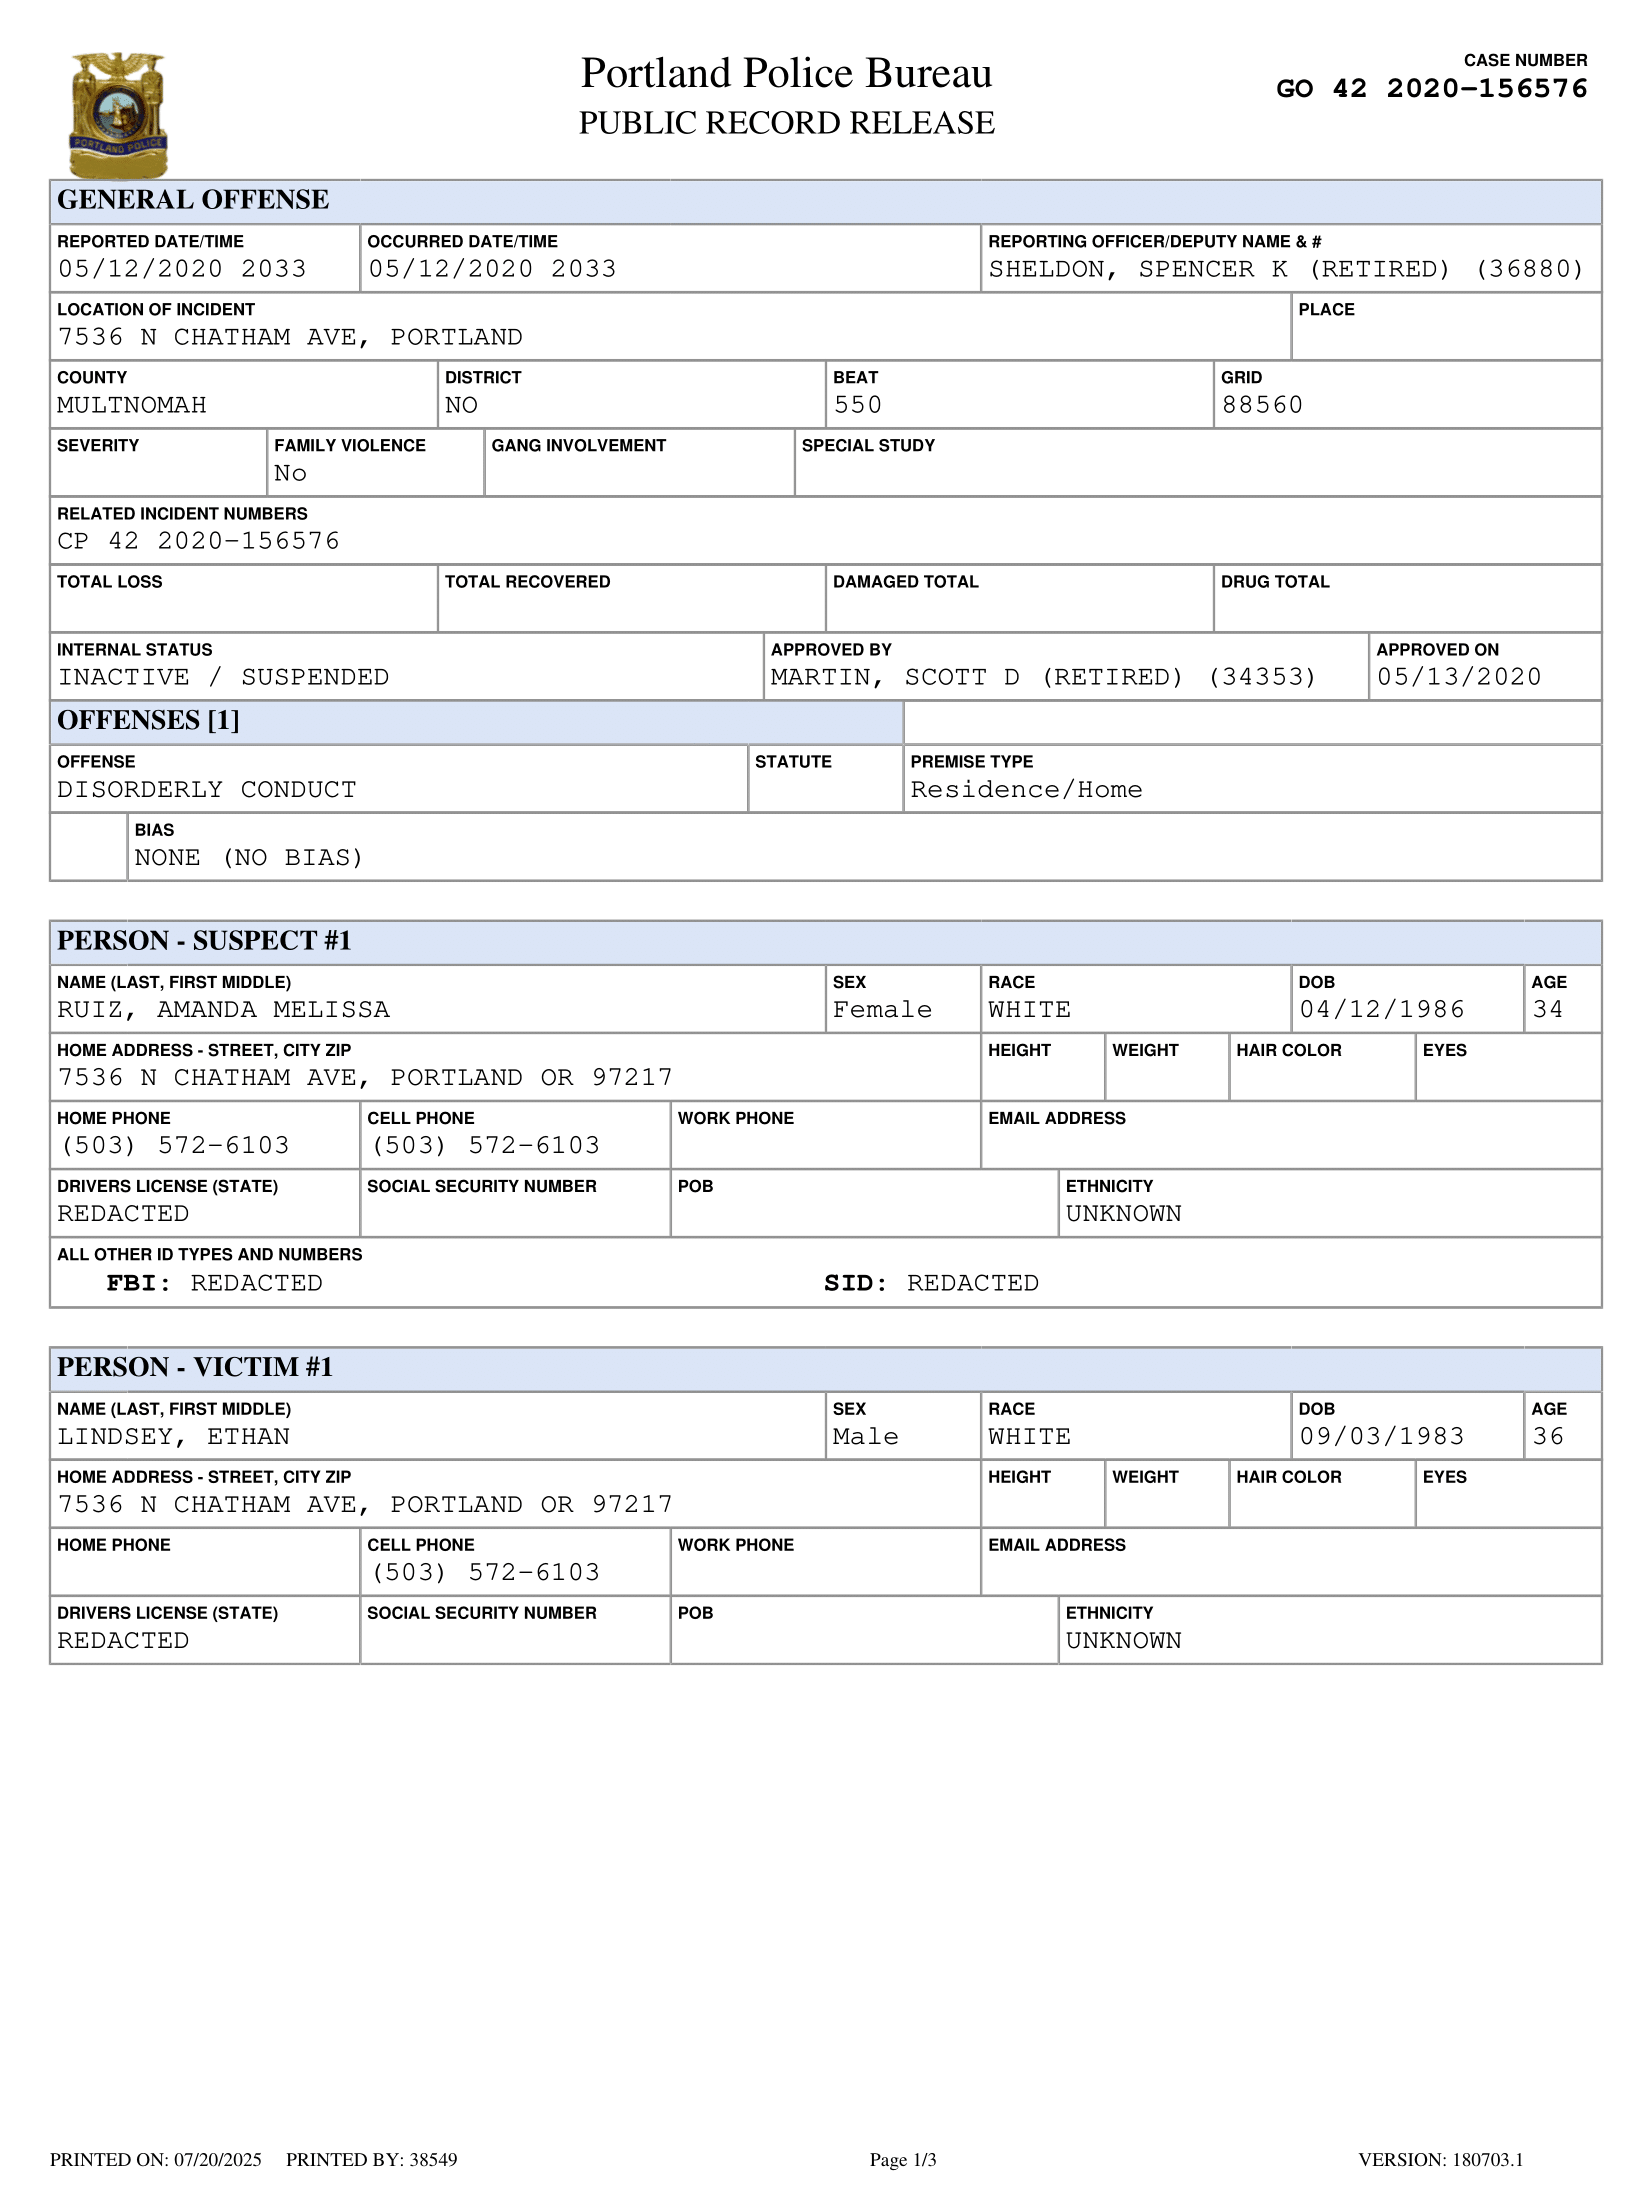 PORTLAND POLICE
Portland Police Bureau
PUBLIC RECORD RELEASE
CASE NUMBER
GO 42 2020-156576
GENERAL OFFENSE
REPORTED DATE/TIME OCCURRED DATE/TIME REPORTING OFFICER/DEPUTY NAME & #
05/12/2020 2033 05/12/2020 2033 SHELDON, SPENCER K (RETIRED) (36880)
LOCATION OF INCIDENT PLACE
7536 N CHATHAM AVE, PORTLAND
COUNTY DISTRICT BEAT GRID
MULTNOMAH NO 550 88560
SEVERITY FAMILY VIOLENCE GANG INVOLVEMENT SPECIAL STUDY
No
RELATED INCIDENT NUMBERS
CP 42 2020-156576
TOTAL LOSS TOTAL RECOVERED DAMAGED TOTAL DRUG TOTAL
INTERNAL STATUS APPROVED BY APPROVED ON
INACTIVE / SUSPENDED MARTIN, SCOTT D (RETIRED) (34353) 05/13/2020
OFFENSES [1]
OFFENSE STATUTE PREMISE TYPE
DISORDERLY CONDUCT Residence/Home
BIAS
NONE (NO BIAS)
PERSON - SUSPECT #1
NAME (LAST, FIRST MIDDLE) SEX RACE DOB AGE
RUIZ, AMANDA MELISSA Female WHITE 04/12/1986 34
HOME ADDRESS - STREET, CITY ZIP HEIGHT WEIGHT HAIR COLOR EYES
7536 N CHATHAM AVE, PORTLAND OR 97217
HOME PHONE CELL PHONE WORK PHONE EMAIL ADDRESS
(503) 572-6103 (503) 572-6103
DRIVERS LICENSE (STATE) SOCIAL SECURITY NUMBER POB ETHNICITY
REDACTED UNKNOWN
ALL OTHER ID TYPES AND NUMBERS
FBI: REDACTED SID: REDACTED
PERSON - VICTIM #1
NAME (LAST, FIRST MIDDLE) SEX RACE DOB AGE
LINDSEY, ETHAN Male WHITE 09/03/1983 36
HOME ADDRESS - STREET, CITY ZIP HEIGHT WEIGHT HAIR COLOR EYES
7536 N CHATHAM AVE, PORTLAND OR 97217
HOME PHONE CELL PHONE WORK PHONE EMAIL ADDRESS
(503) 572-6103
DRIVERS LICENSE (STATE) SOCIAL SECURITY NUMBER POB ETHNICITY
REDACTED UNKNOWN
PRINTED ON: 07/20/2025 PRINTED BY: 38549 Page 1/3 VERSION: 180703.1